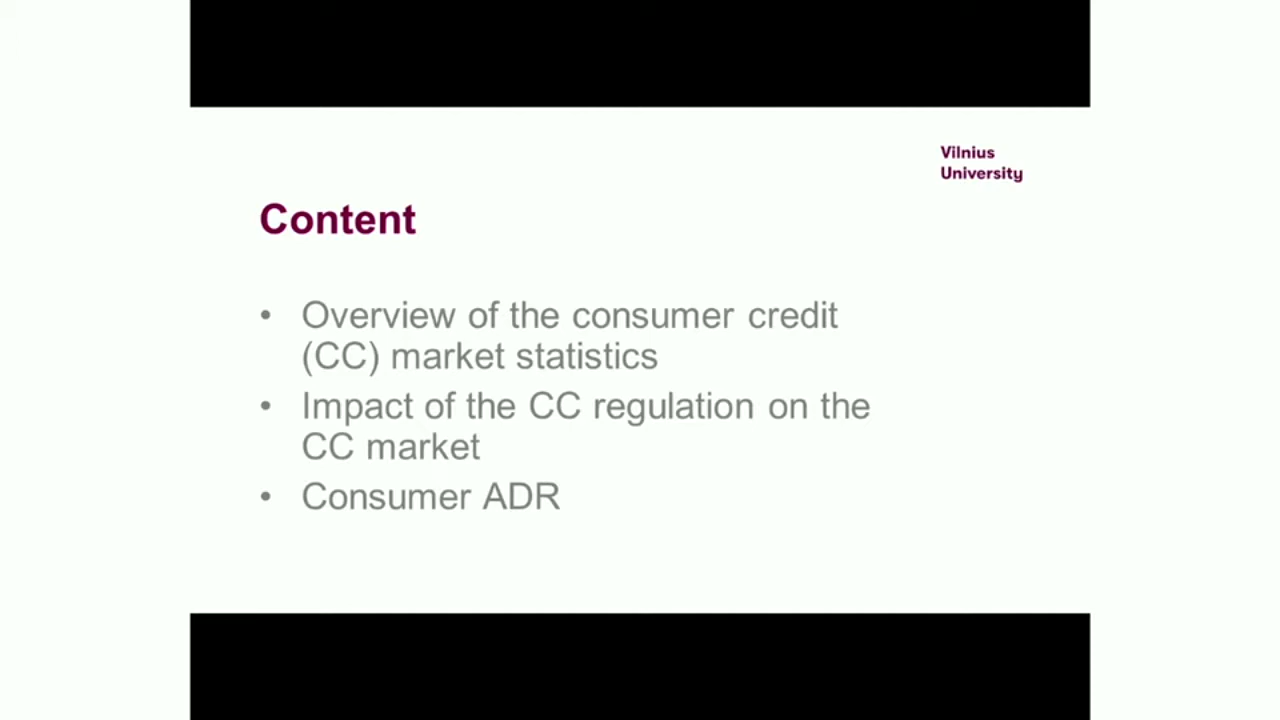 Vilnius
University
Content
• Overview of the consumer credit
(CC) market statistics
• Impact of the CC regulation on the
CC market
• Consumer ADR